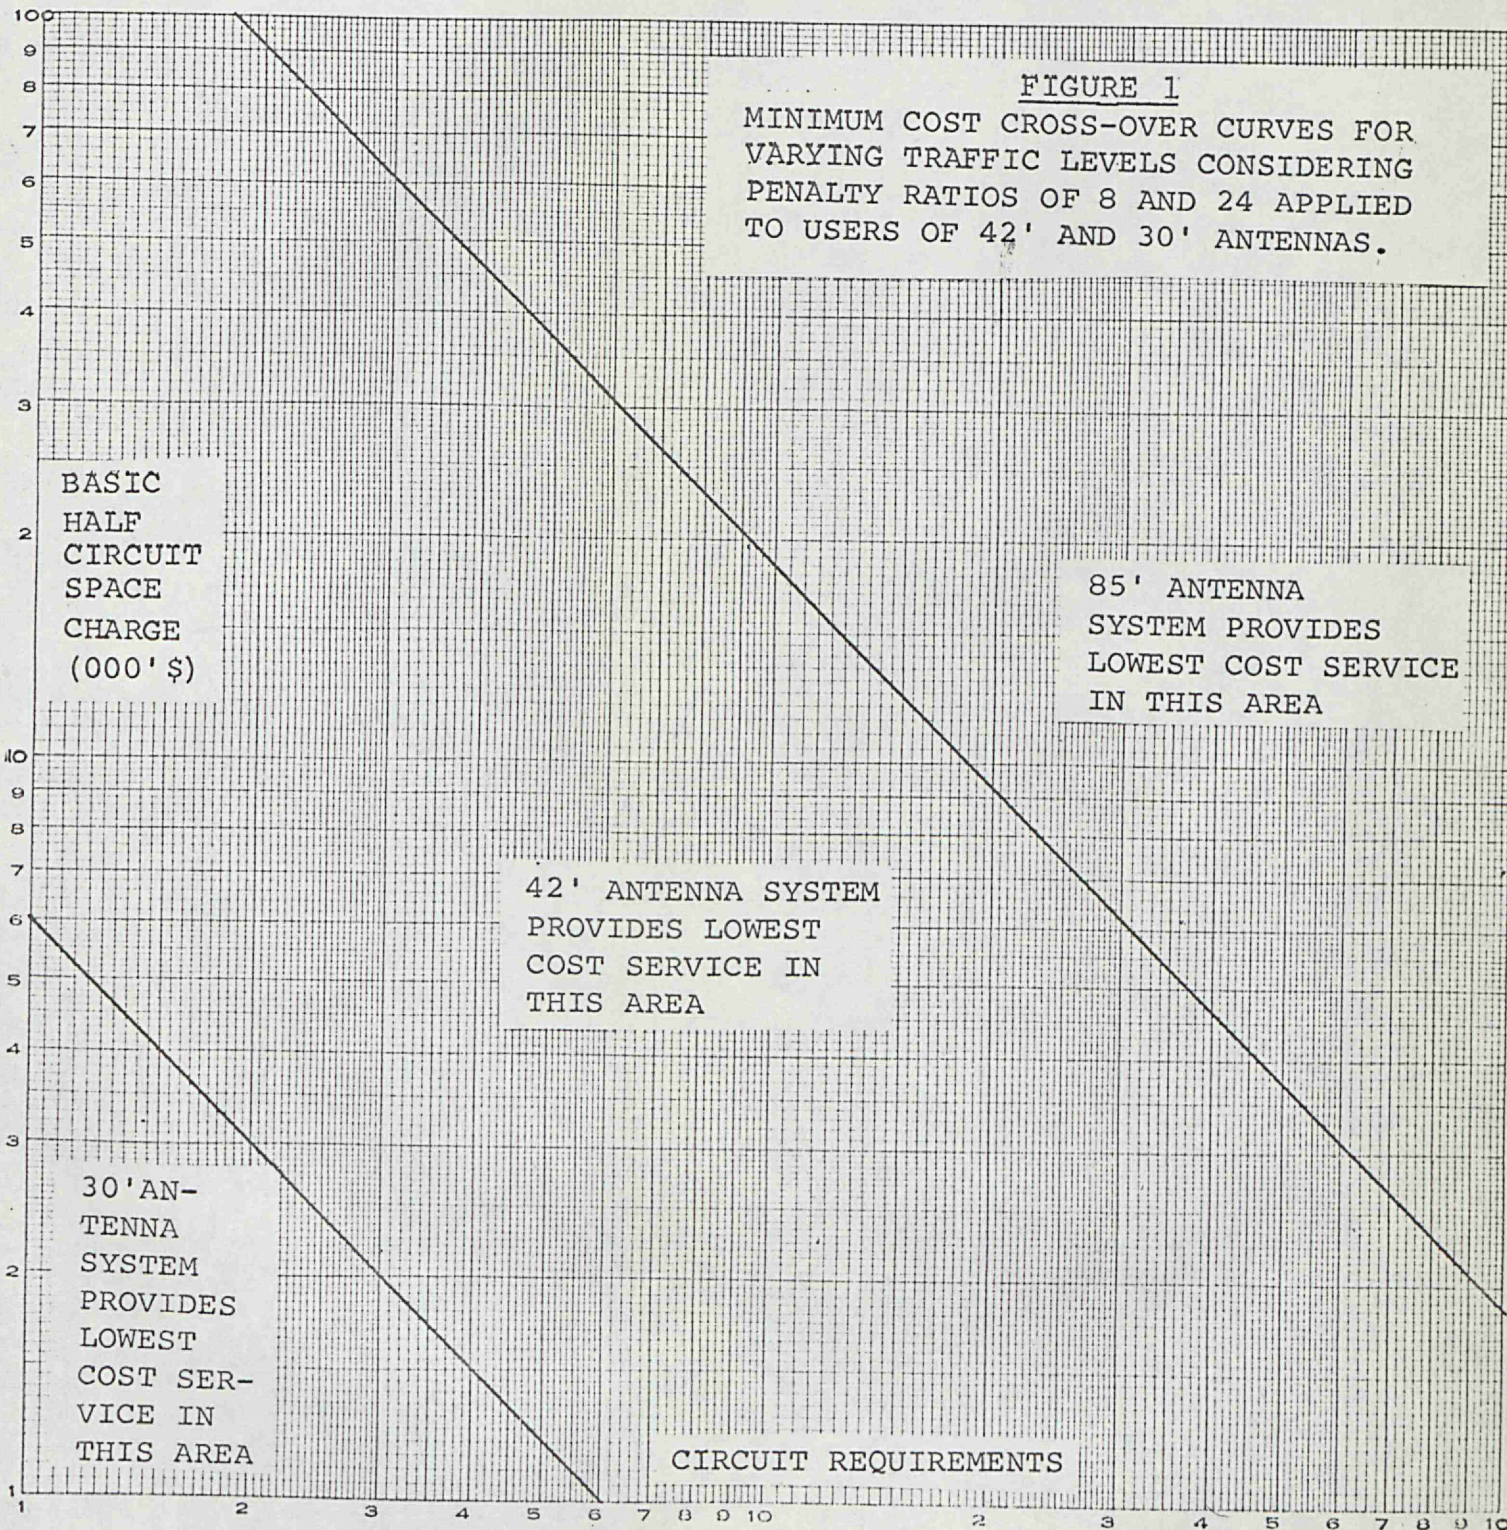 FIGURE 1
MINIMUM COST CROSS-OVER CURVES FOR
VARYING TRAFFIC LEVELS CONSIDERING
PENALTY RATIOS OF 8 AND 24 APPLIED
TO USERS OF 42' AND 30' ANTENNAS.
100
9
8
7
6
5
4
3
BASIC
HALF
CIRCUIT
SPACE
CHARGE
(000'$)
2
10
9
8
7
6
5
4
3
2
1
85' ANTENNA
SYSTEM PROVIDES
LOWEST COST SERVICE
IN THIS AREA
42' ANTENNA SYSTEM
PROVIDES LOWEST
COST SERVICE IN
THIS AREA
30'AN-
TENNA
SYSTEM
PROVIDES
LOWEST
COST SER-
VICE IN
THIS AREA
CIRCUIT REQUIREMENTS
1 2 3 4 5 6 7 8 9 10 2 3 4 5 6 7 8 9 10